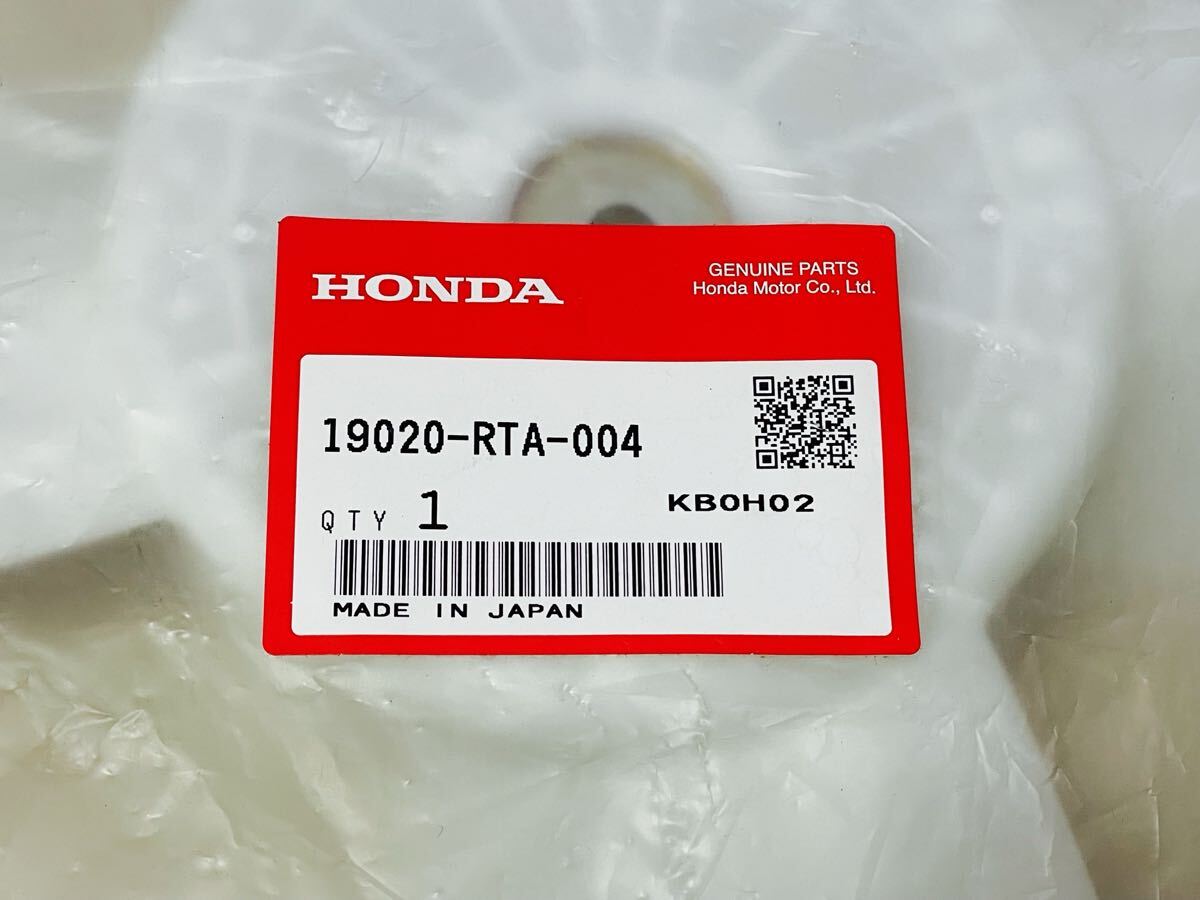 HONDA
GENUINE PARTS
Honda Motor Co., Ltd.
19020-RTA-004
QTY 1
KB0H02
MADE IN JAPAN